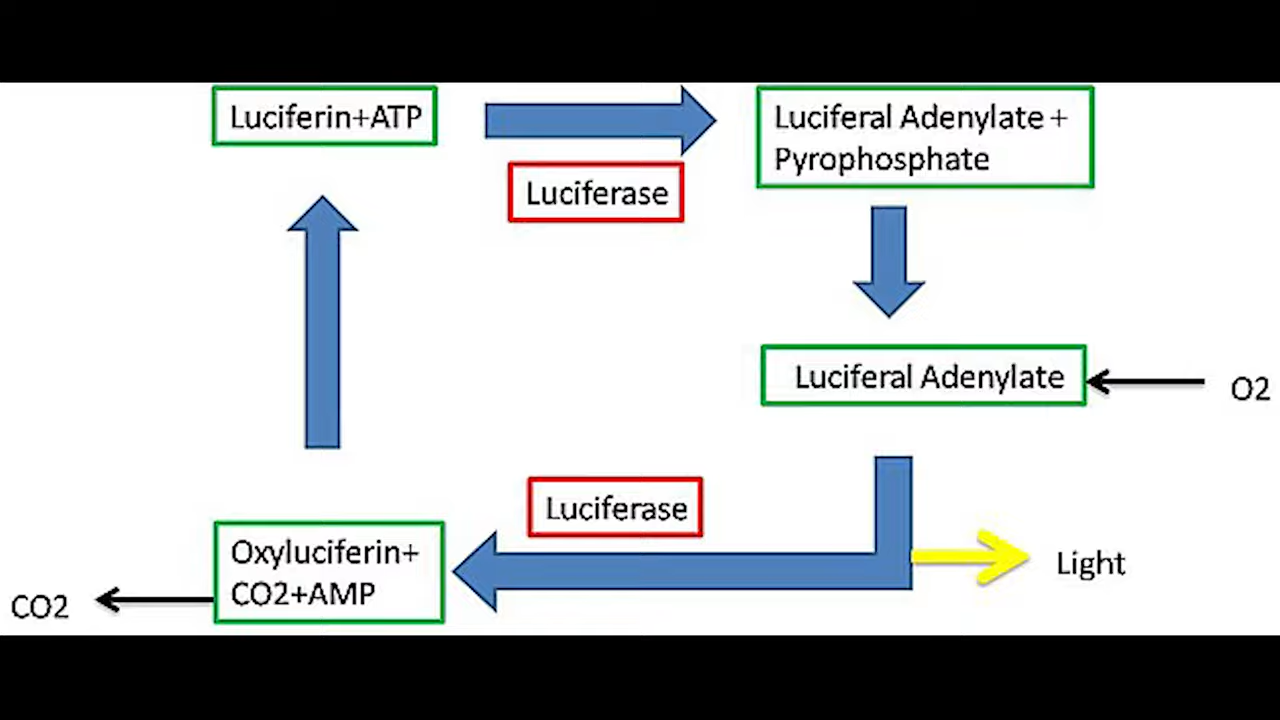 Luciferin+ATP
Luciferase
Luciferal Adenylate +
Pyrophosphate
Luciferal Adenylate
O2
Luciferase
Light
Oxyluciferin+
CO2+AMP
CO2